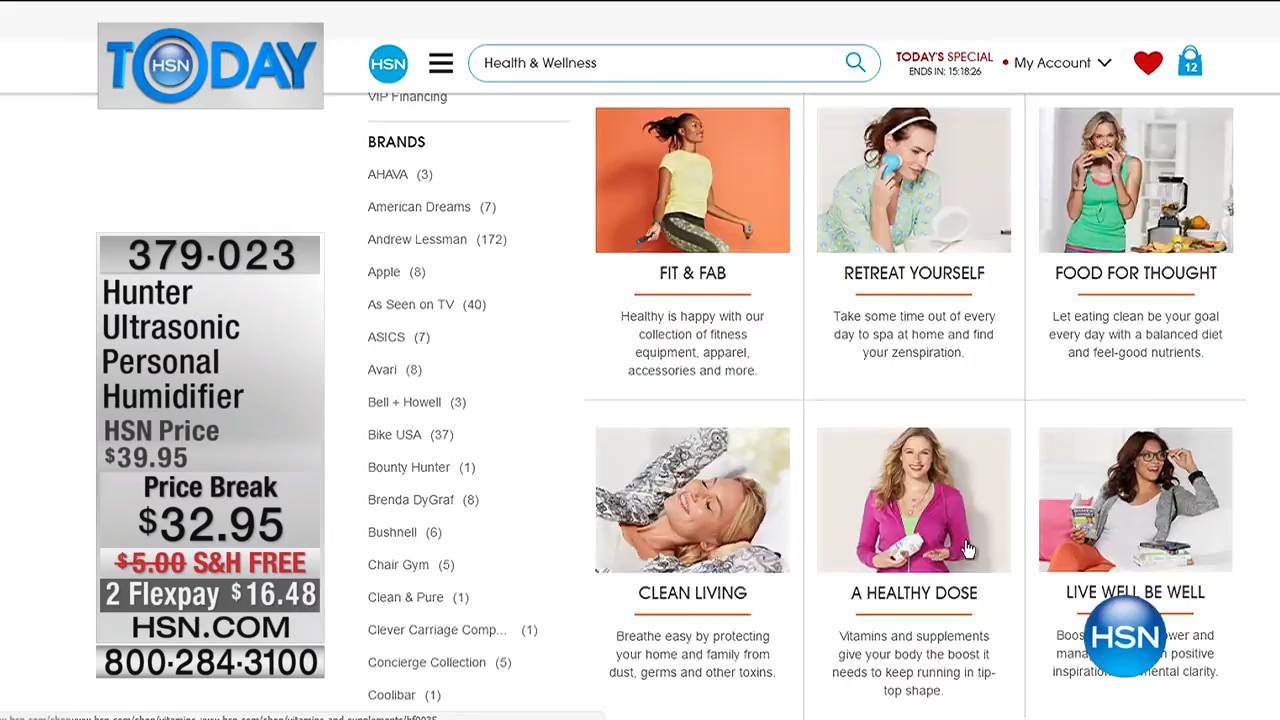 TODAY
HSN
379·023
Hunter
Ultrasonic
Personal
Humidifier
HSN Price
$39.95
Price Break
$32.95
$5.00 S&H FREE
2 Flexpay $16.48
HSN.COM
800·284·3100
HSN
Health & Wellness
TODAY'S SPECIAL
ENDS IN: 15:18:26
My Account
12
VIP Financing
BRANDS
AHAVA (3)
American Dreams (7)
Andrew Lessman (172)
Apple (8)
As Seen on TV (40)
ASICS (7)
Avari (8)
Bell + Howell (3)
Bike USA (37)
Bounty Hunter (1)
Brenda DyGraf (8)
Bushnell (6)
Chair Gym (5)
Clean & Pure (1)
Clever Carriage Comp... (1)
Concierge Collection (5)
Coolibar (1)
FIT & FAB
Healthy is happy with our
collection of fitness
equipment, apparel,
accessories and more.
RETREAT YOURSELF
Take some time out of every
day to spa at home and find
your zenspiration.
FOOD FOR THOUGHT
Let eating clean be your goal
every day with a balanced diet
and feel-good nutrients.
CLEAN LIVING
Breathe easy by protecting
your home and family from
dust, germs and other toxins.
A HEALTHY DOSE
Vitamins and supplements
give your body the boost it
needs to keep running in tip-
top shape.
LIVE WELL BE WELL
and
positive
clarity.
HSN